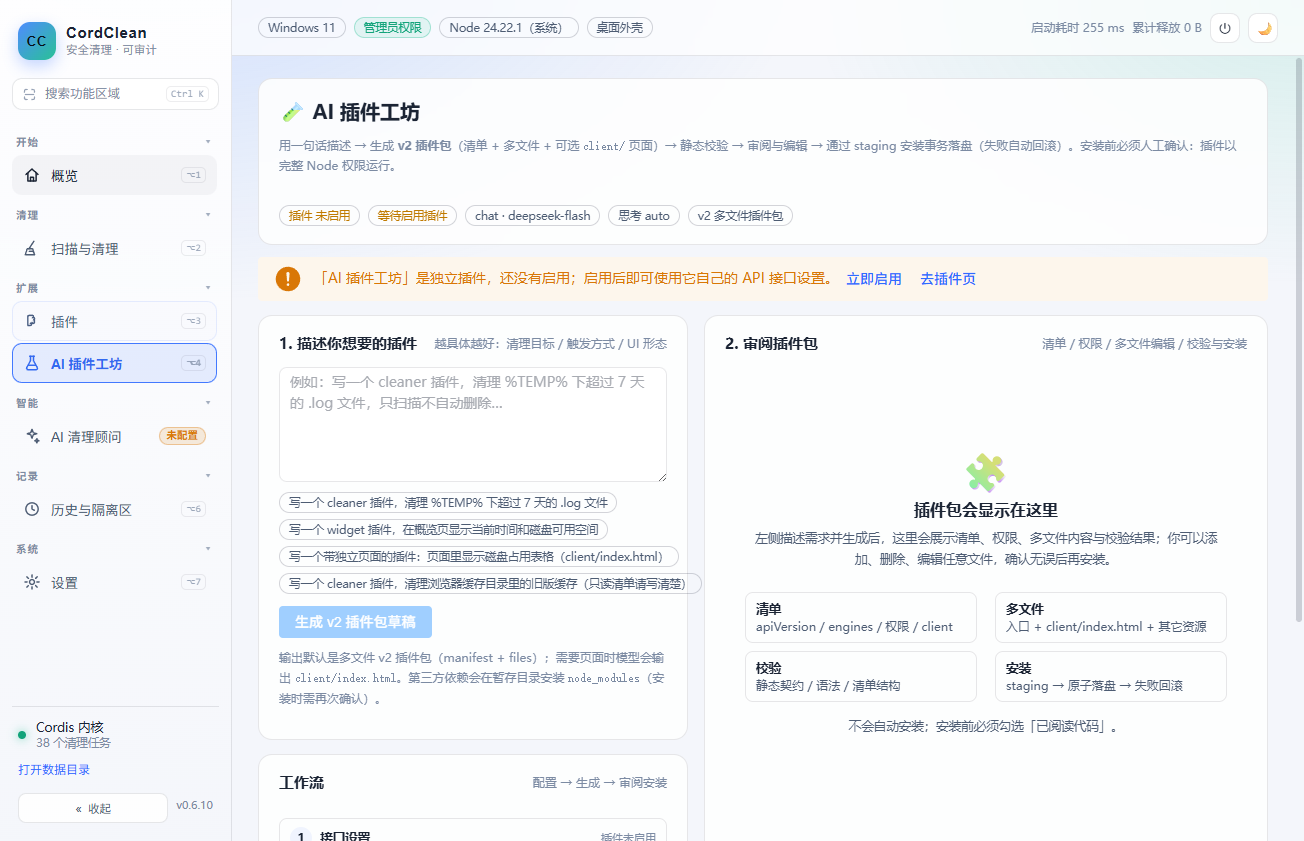 CC
CordClean
安全清理 · 可审计
搜索功能区域
Ctrl K
开始
概览
⌥1
清理
扫描与清理
⌥2
扩展
插件
⌥3
AI 插件工坊
⌥4
智能
AI 清理顾问
未配置
记录
历史与隔离区
⌥6
系统
设置
⌥7
Cordis 内核
38 个清理任务
打开数据目录
« 收起
v0.6.10
Windows 11
管理员权限
Node 24.22.1（系统）
桌面外壳
启动耗时 255 ms 累计释放 0 B
AI 插件工坊
用一句话描述 → 生成 v2 插件包（清单 + 多文件 + 可选 client/ 页面）→ 静态校验 → 审阅与编辑 → 通过 staging 安装事务落盘（失败自动回滚）。安装前必须人工确认：插件以
完整 Node 权限运行。
插件 未启用
等待启用插件
chat · deepseek-flash
思考 auto
v2 多文件插件包
「AI 插件工坊」是独立插件，还没有启用；启用后即可使用它自己的 API 接口设置。 立即启用 去插件页
1. 描述你想要的插件
越具体越好：清理目标 / 触发方式 / UI 形态
例如：写一个 cleaner 插件，清理 %TEMP% 下超过 7 天
的 .log 文件，只扫描不自动删除...
写一个 cleaner 插件，清理 %TEMP% 下超过 7 天的 .log 文件
写一个 widget 插件，在概览页显示当前时间和磁盘可用空间
写一个带独立页面的插件：页面里显示磁盘占用表格（client/index.html）
写一个 cleaner 插件，清理浏览器缓存目录里的旧版缓存（只读清单请写清楚）
生成 v2 插件包草稿
输出默认是多文件 v2 插件包（manifest + files）；需要页面时模型会输
出 client/index.html。第三方依赖会在暂存目录安装 node_modules（安
装时需再次确认）。
工作流
配置 → 生成 → 审阅安装
1 接口设置
插件未启用
2. 审阅插件包
清单 / 权限 / 多文件编辑 / 校验与安装
插件包会显示在这里
左侧描述需求并生成后，这里会展示清单、权限、多文件内容与校验结果；你可以添
加、删除、编辑任意文件，确认无误后再安装。
清单
apiVersion / engines / 权限 / client
多文件
入口 + client/index.html + 其它资源
校验
静态契约 / 语法 / 清单结构
安装
staging → 原子落盘 → 失败回滚
不会自动安装；安装前必须勾选「已阅读代码」。